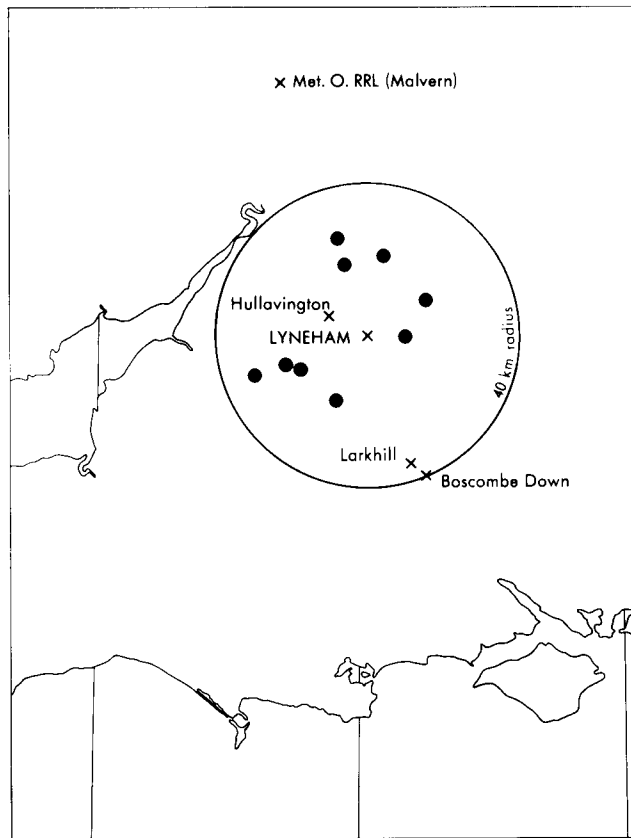 Met. O. RRL (Malvern)
Hullavington
LYNEHAM
40 km radius
Larkhill
Boscombe Down